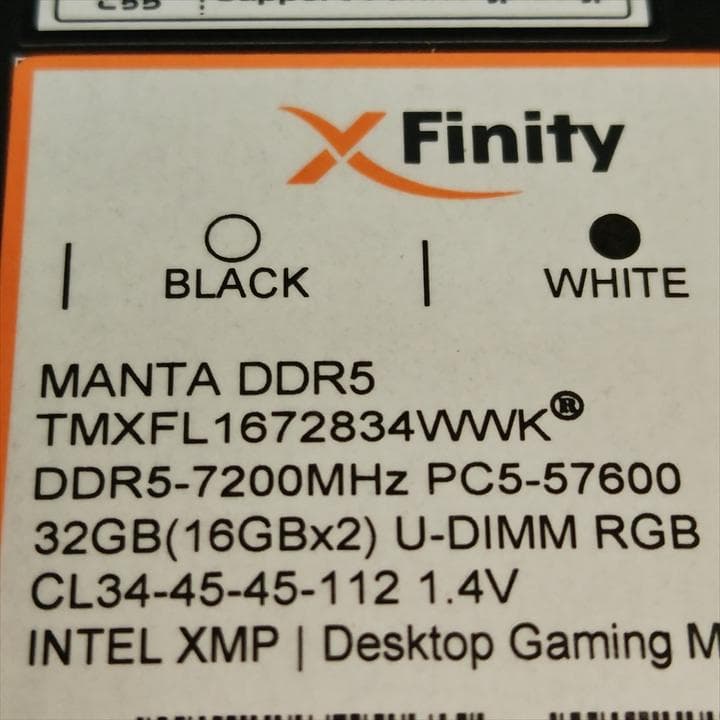 XFinity
BLACK | WHITE
MANTA DDR5
TMXFL1672834WWK®
DDR5-7200MHz PC5-57600
32GB(16GBx2) U-DIMM RGB
CL34-45-45-112 1.4V
INTEL XMP | Desktop Gaming M